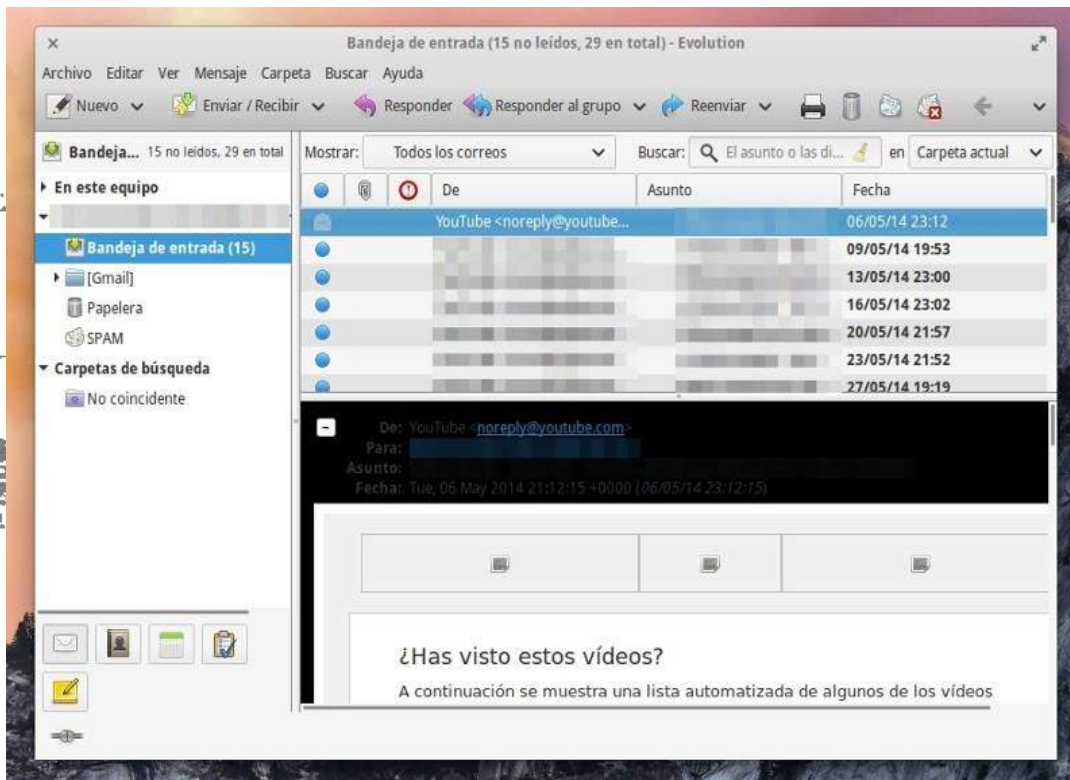 Bandeja de entrada (15 no leídos, 29 en total) - Evolution
Archivo Editar Ver Mensaje Carpeta Buscar Ayuda
Nuevo Enviar / Recibir Responder Responder al grupo Reenviar
Bandeja... 15 no leídos, 29 en total
Mostrar: Todos los correos Buscar: El asunto o las di... en Carpeta actual
En este equipo
Bandeja de entrada (15)
[Gmail]
Papelera
SPAM
Carpetas de búsqueda
No coincidente
De Asunto Fecha
YouTube <noreply@youtube... 06/05/14 23:12
09/05/14 19:53
13/05/14 23:00
16/05/14 23:02
20/05/14 21:57
23/05/14 21:52
27/05/14 19:19
De: YouTube <noreply@youtube.com>
Para:
Asunto:
Fecha: Tue, 06 May 2014 21:12:15 +0000 (06/05/14 23:12:15)
¿Has visto estos vídeos?
A continuación se muestra una lista automatizada de algunos de los vídeos